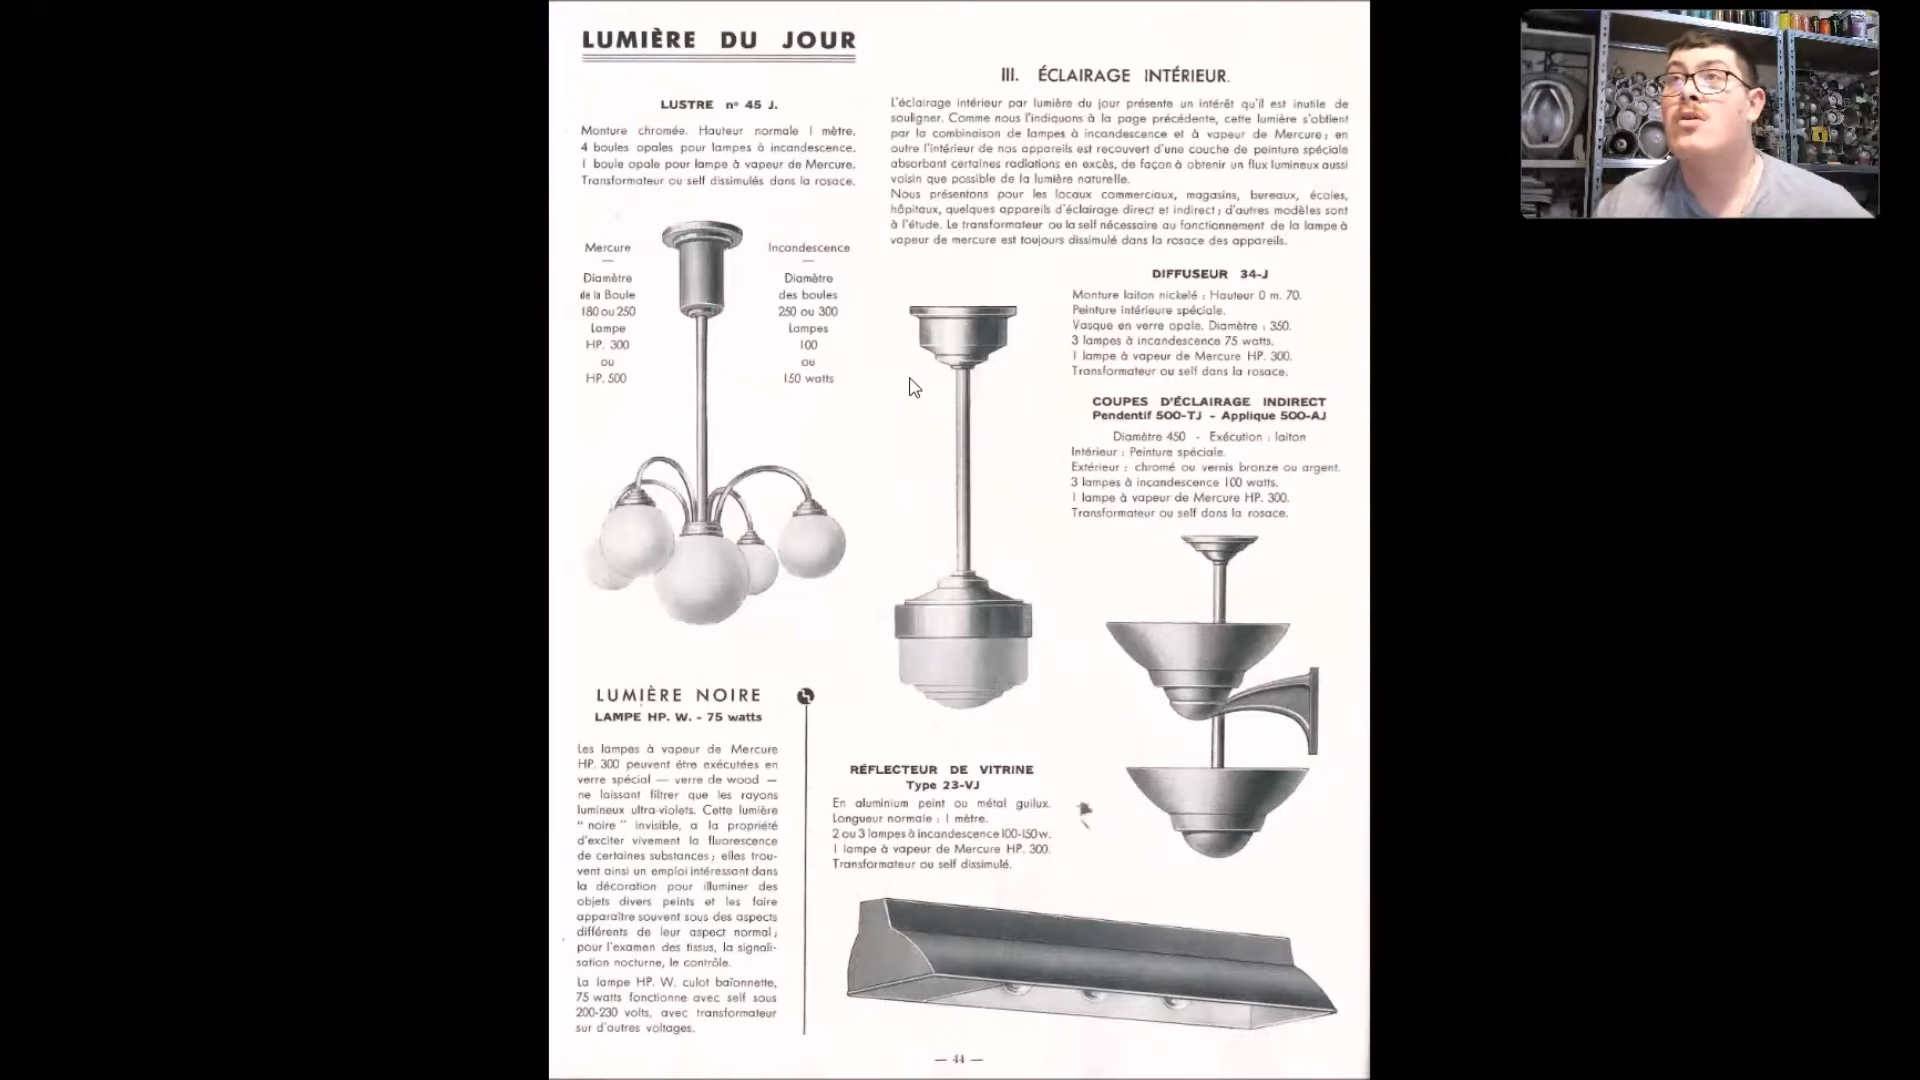 LUMIÈRE DU JOUR
LUSTRE nº 45 J.
Monture chromée. Hauteur normale 1 mètre.
4 boules opales pour lampes à incandescence.
1 boule opale pour lampe à vapeur de Mercure.
Transformateur ou self dissimulés dans la rosace.
Mercure
—
Diamètre
de la Boule
180 ou 250
Lampe
HP. 300
ou
HP. 500
Incandescence
—
Diamètre
des boules
250 ou 300
Lampes
100
ou
150 watts
III. ÉCLAIRAGE INTÉRIEUR.
L'éclairage intérieur par lumière du jour présente un intérêt qu'il est inutile de
souligner. Comme nous l'indiquons à la page précédente, cette lumière s'obtient
par la combinaison de lampes à incandescence et à vapeur de Mercure; en
outre l'intérieur de nos appareils est recouvert d'une couche de peinture spéciale
absorbant certaines radiations en excès, de façon à obtenir un flux lumineux aussi
voisin que possible de la lumière naturelle.
Nous présentons pour les locaux commerciaux, magasins, bureaux, écoles,
hôpitaux, quelques appareils d'éclairage direct et indirect; d'autres modèles sont
à l'étude. Le transformateur ou la self nécessaire au fonctionnement de la lampe à
vapeur de mercure est toujours dissimulé dans la rosace des appareils.
DIFFUSEUR 34-J
Monture laiton nickelé : Hauteur 0 m. 70.
Peinture intérieure spéciale.
Vasque en verre opale. Diamètre : 350.
3 lampes à incandescence 75 watts.
1 lampe à vapeur de Mercure HP. 300.
Transformateur ou self dans la rosace.
COUPES D'ÉCLAIRAGE INDIRECT
Pendentif 500-TJ - Applique 500-AJ
Diamètre 450 - Exécution : laiton
Intérieur : Peinture spéciale.
Extérieur : chromé ou vernis bronze ou argent.
3 lampes à incandescence 100 watts.
1 lampe à vapeur de Mercure HP. 300.
Transformateur ou self dans la rosace.
LUMIÈRE NOIRE
LAMPE HP. W. - 75 watts
Les lampes à vapeur de Mercure
HP. 300 peuvent être exécutées en
verre spécial — verre de wood —
ne laissant filtrer que les rayons
lumineux ultra-violets. Cette lumière
“ noire ” invisible, a la propriété
d'exciter vivement la fluorescence
de certaines substances; elles trou-
vent ainsi un emploi intéressant dans
la décoration pour illuminer des
objets divers peints et les faire
apparaître souvent sous des aspects
différents de leur aspect normal;
pour l'examen des tissus, la signali-
sation nocturne, le contrôle.
La lampe HP. W. culot baïonnette,
75 watts fonctionne avec self sous
200-230 volts, avec transformateur
sur d'autres voltages.
RÉFLECTEUR DE VITRINE
Type 23-VJ
En aluminium peint ou métal guilux.
Longueur normale : 1 mètre.
2 ou 3 lampes à incandescence 100-150 w.
1 lampe à vapeur de Mercure HP. 300.
Transformateur ou self dissimulé.
— 44 —